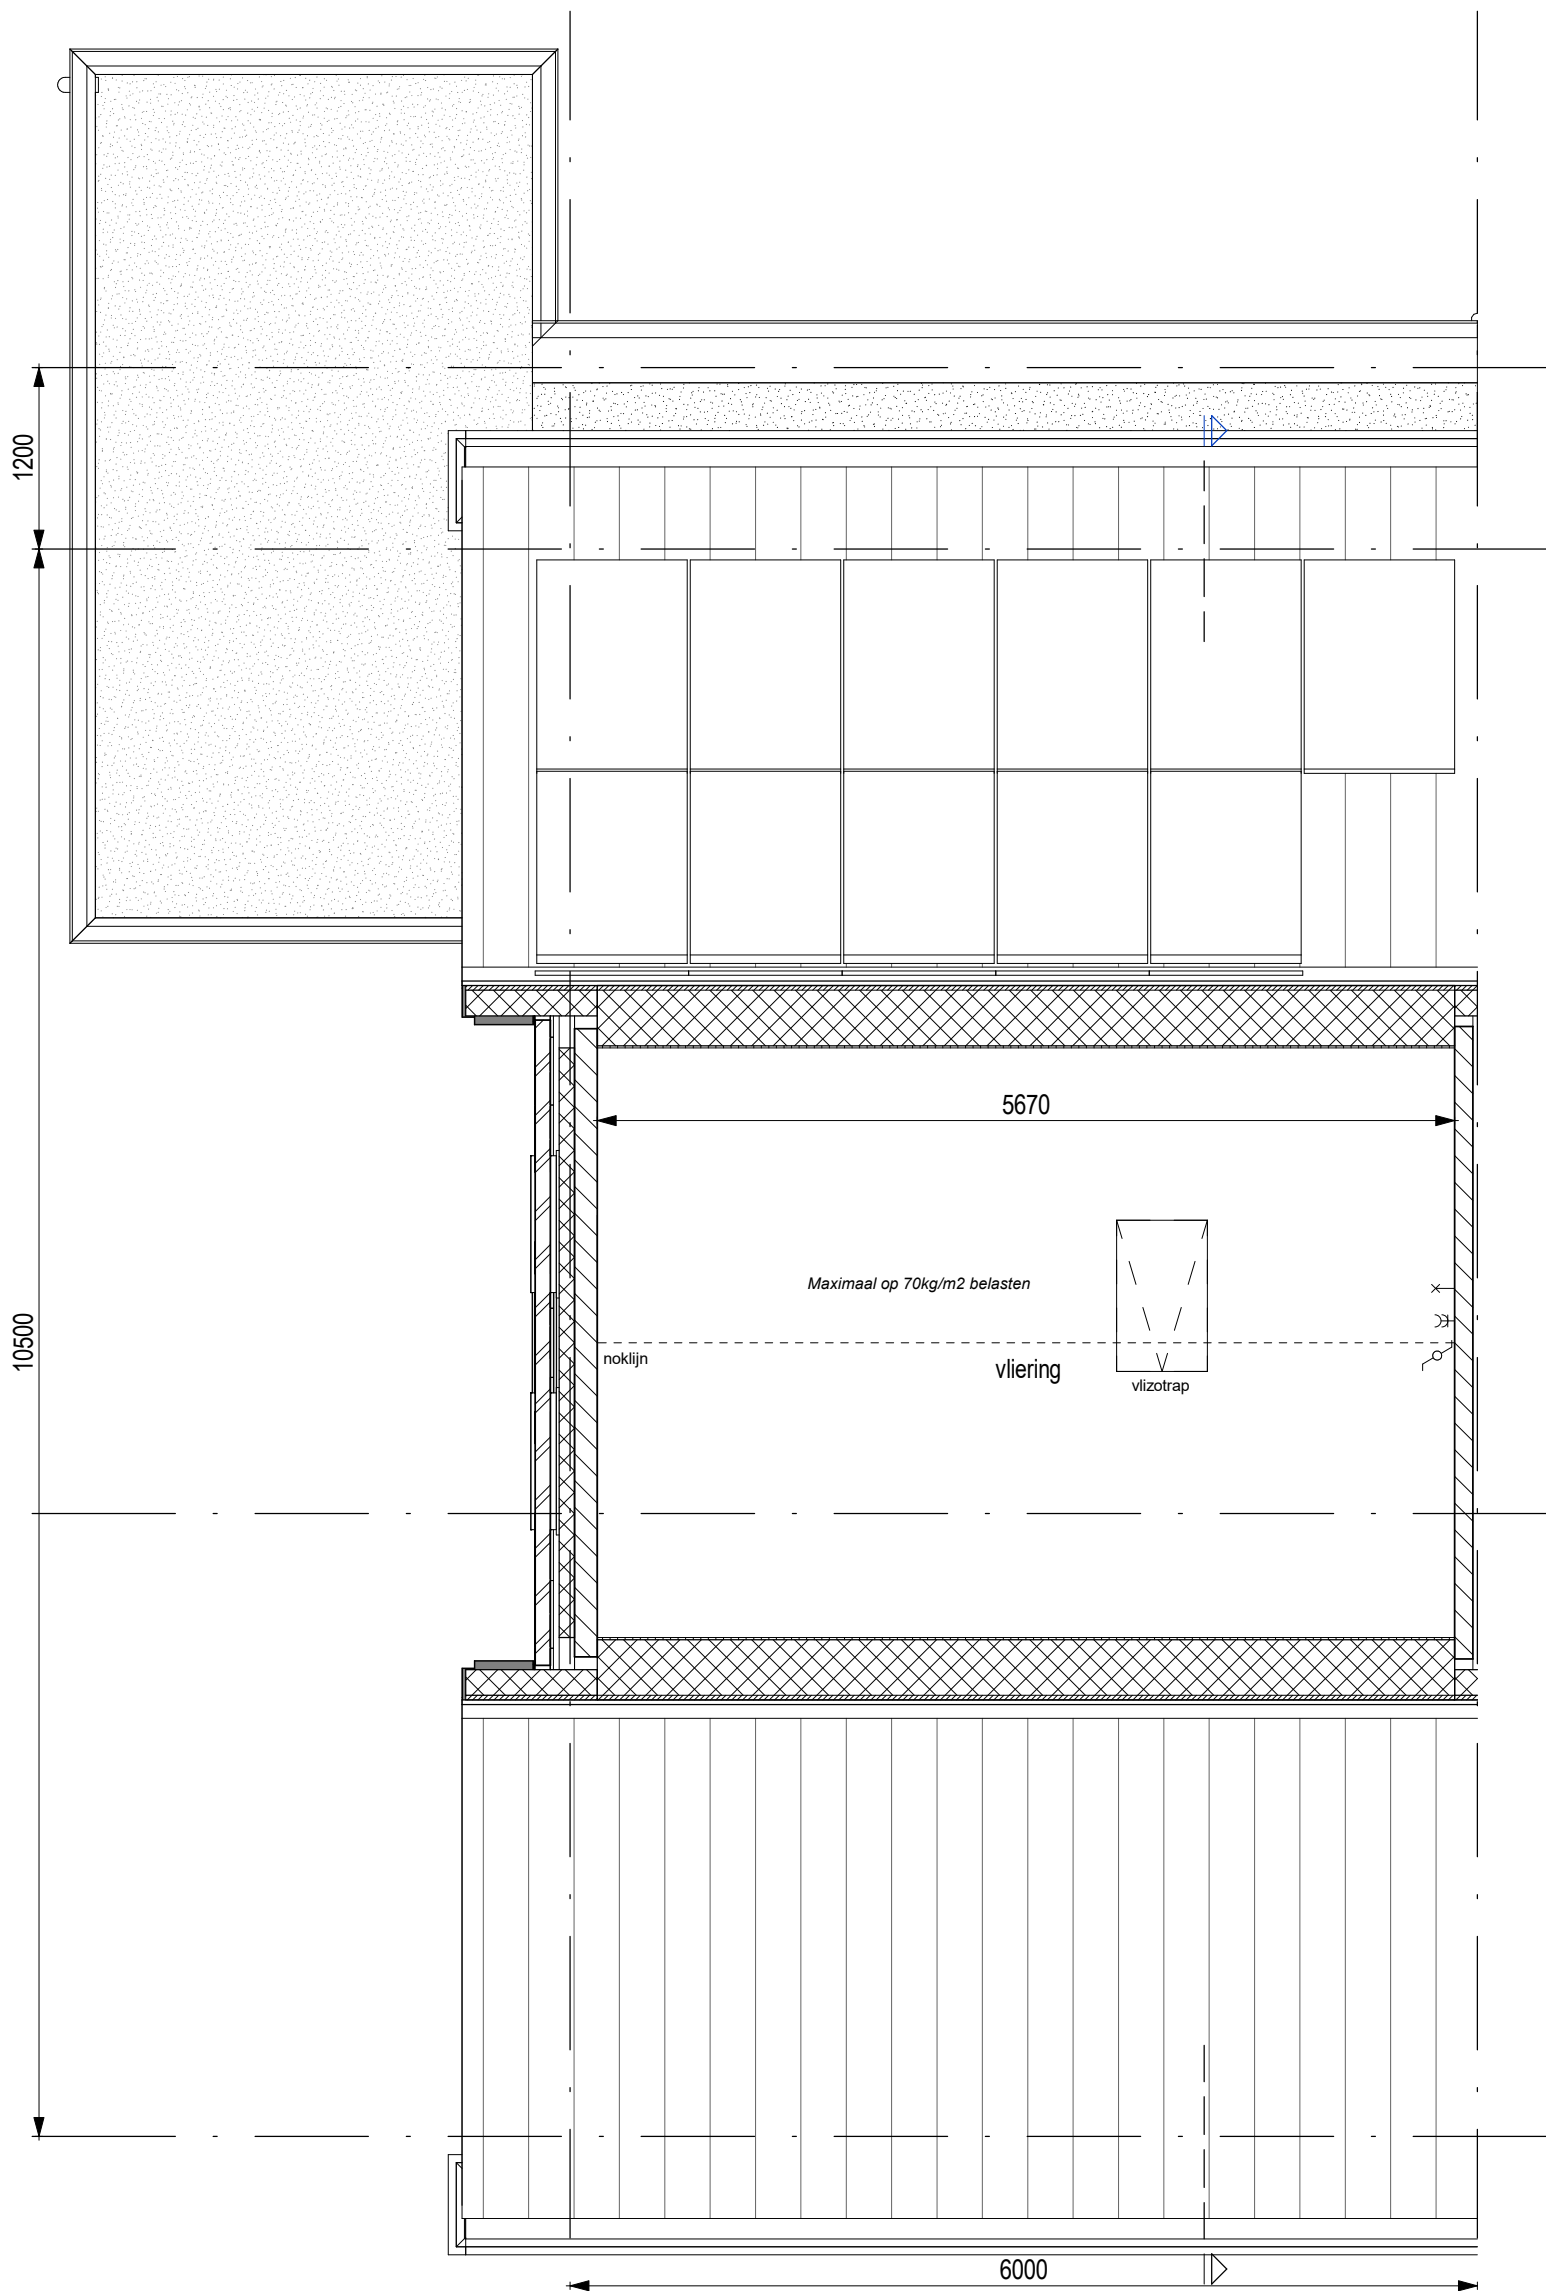 1200
5670
Maximaal op 70kg/m2 belasten
10500
noklijn
vliering
vlizotrap
6000